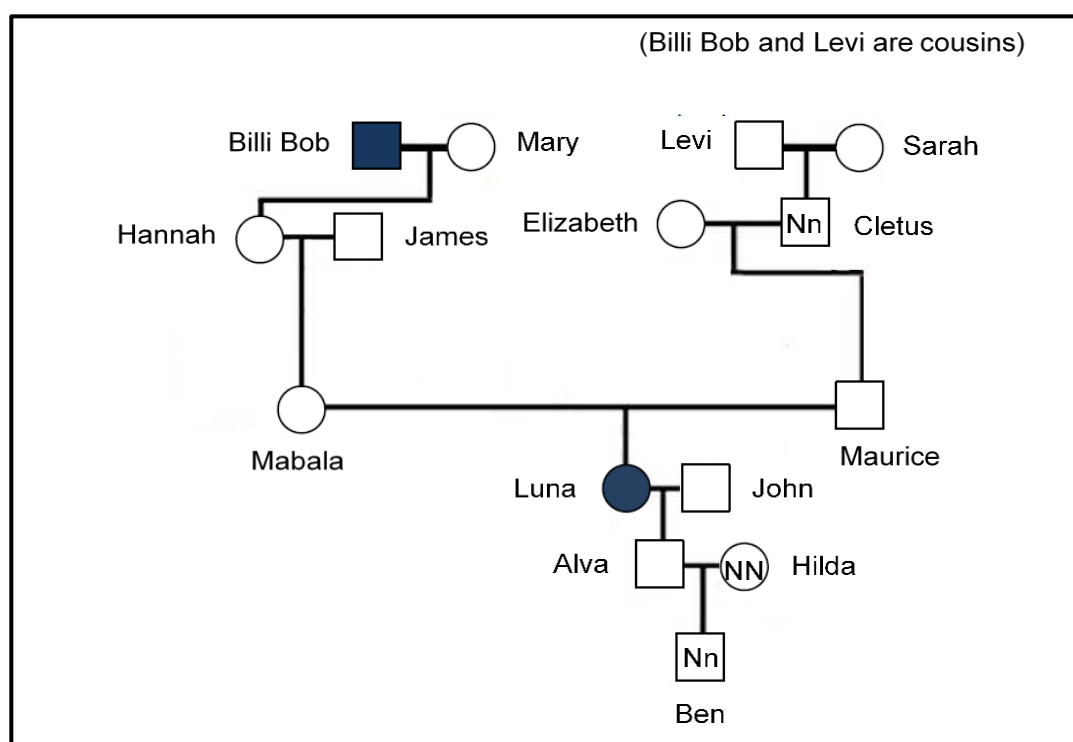 (Billi Bob and Levi are cousins)
Billi Bob
Mary
Levi
Sarah
Hannah
James
Elizabeth
Nn
Cletus
Mabala
Maurice
Luna
John
Alva
NN
Hilda
Nn
Ben